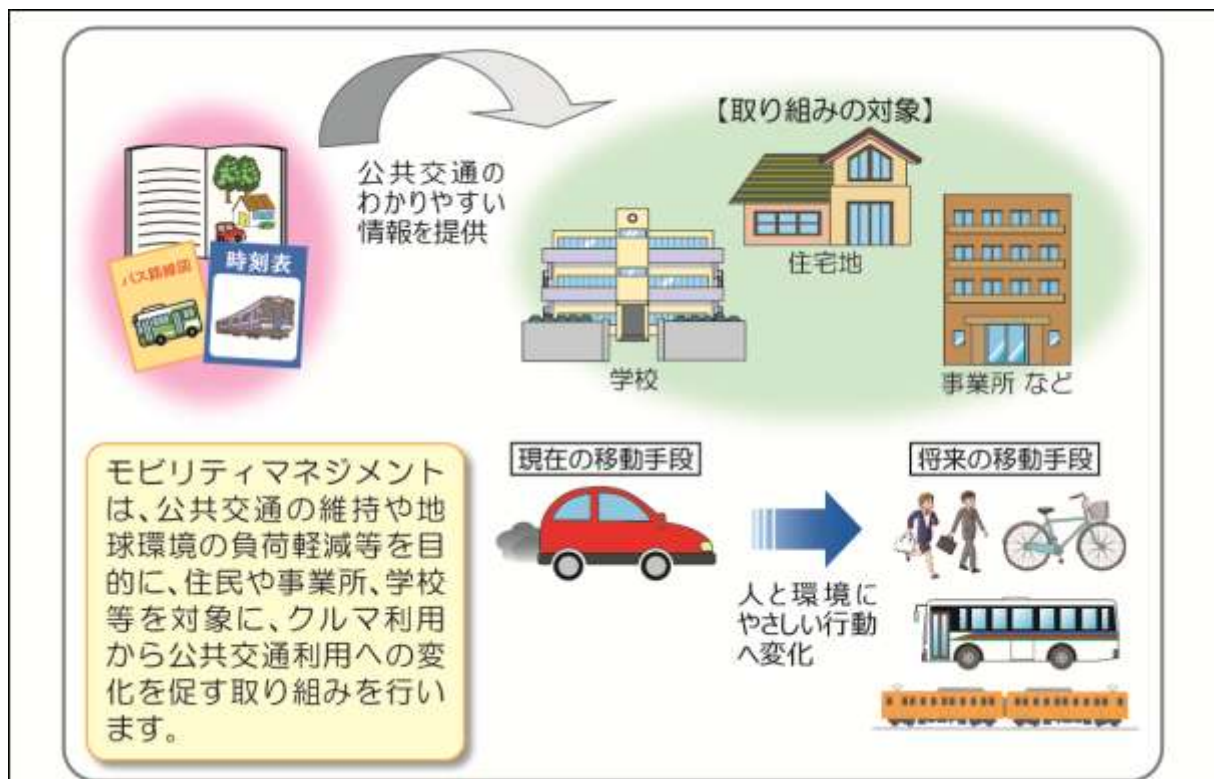 【取り組みの対象】
公共交通の
わかりやすい
情報を提供
バス路線図
時刻表
住宅地
学校
事業所 など
モビリティマネジメント
は、公共交通の維持や地
球環境の負荷軽減等を目
的に、住民や事業所、学校
等を対象に、クルマ利用
から公共交通利用への変
化を促す取り組みを行い
ます。
現在の移動手段
将来の移動手段
人と環境に
やさしい行動
へ変化